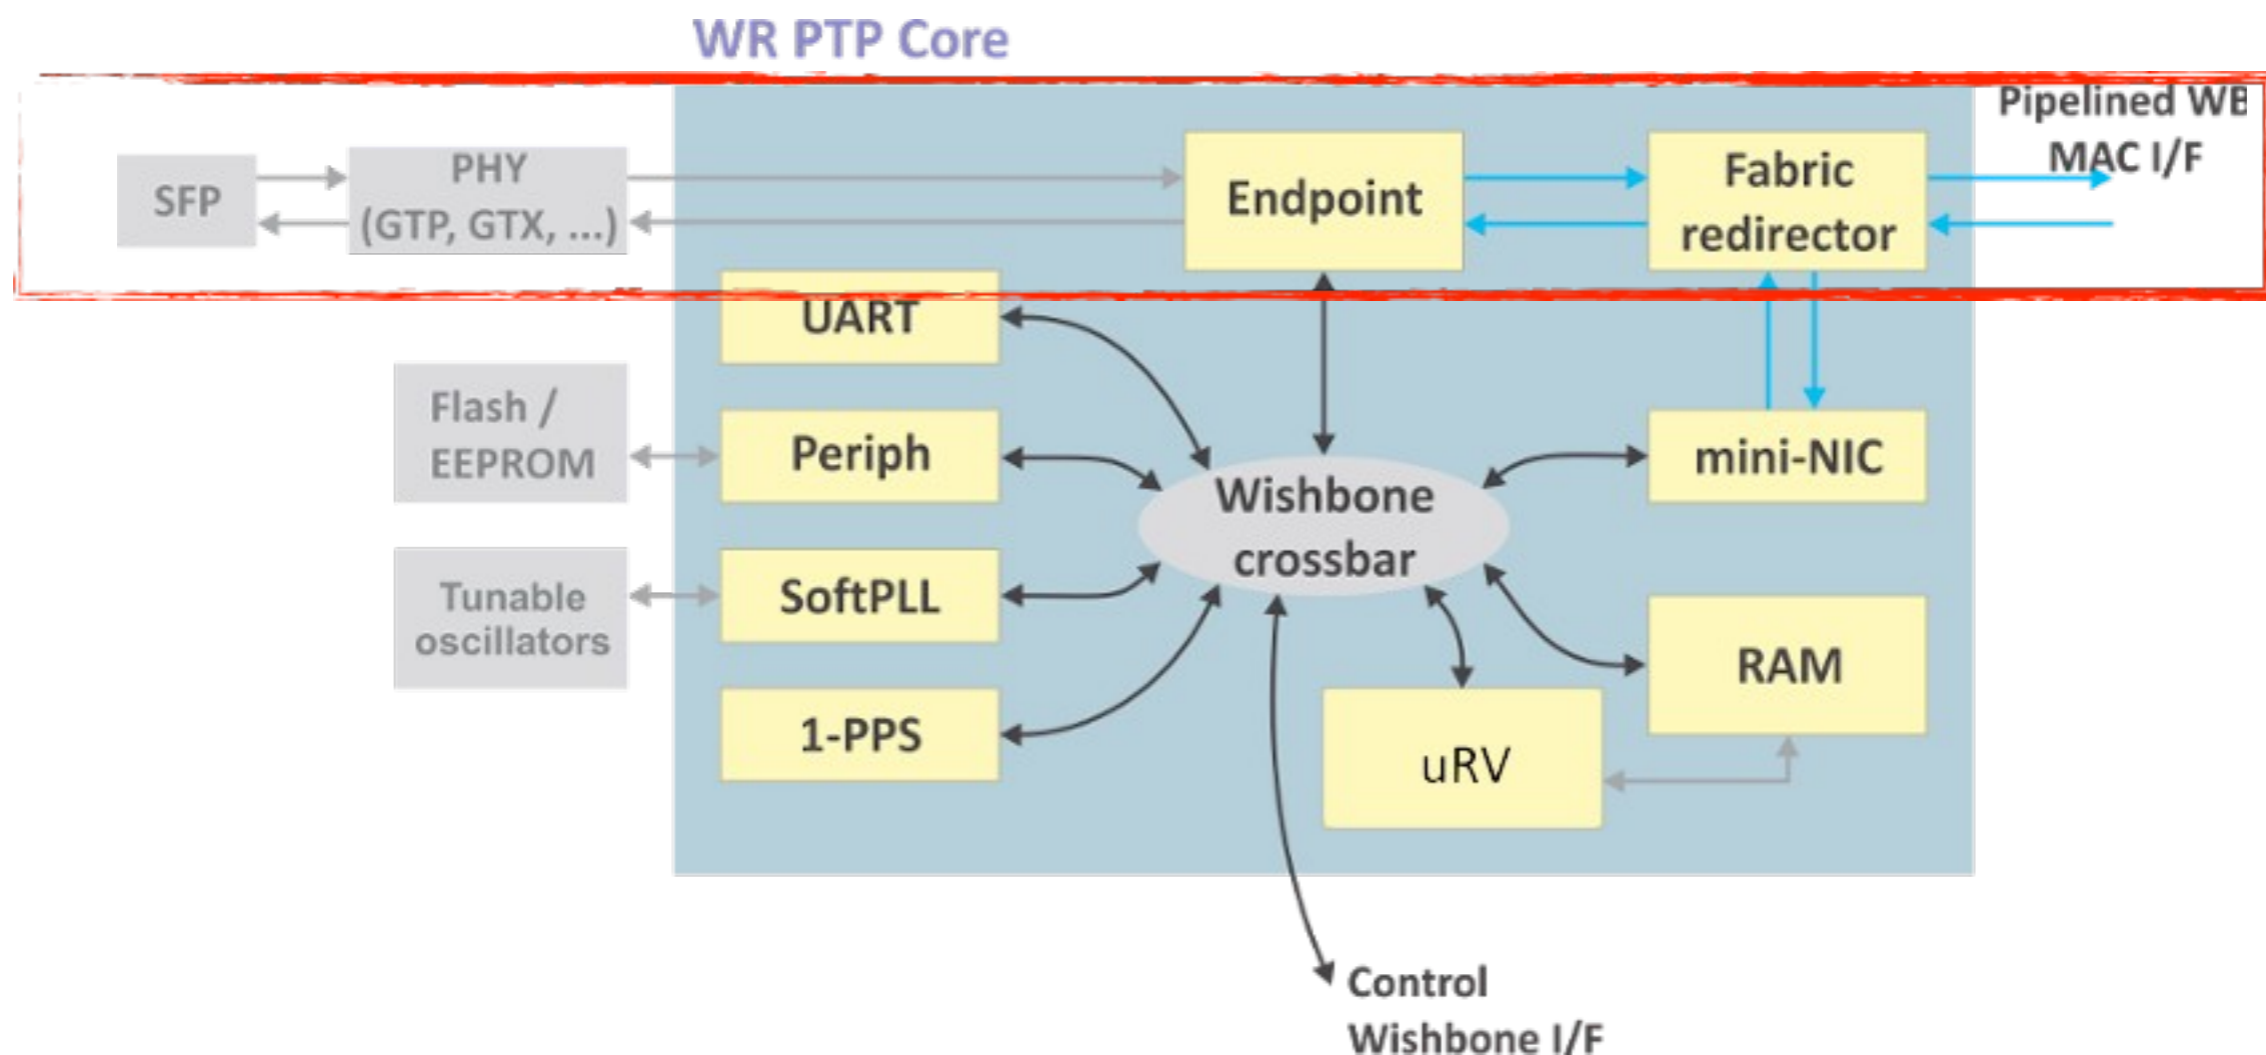 WR PTP Core
Pipelined WB
MAC I/F
SFP
PHY
(GTP, GTX, ...)
Endpoint
Fabric
redirector
UART
Flash /
EEPROM
Periph
Wishbone
crossbar
mini-NIC
Tunable
oscillators
SoftPLL
RAM
1-PPS
uRV
Control
Wishbone I/F